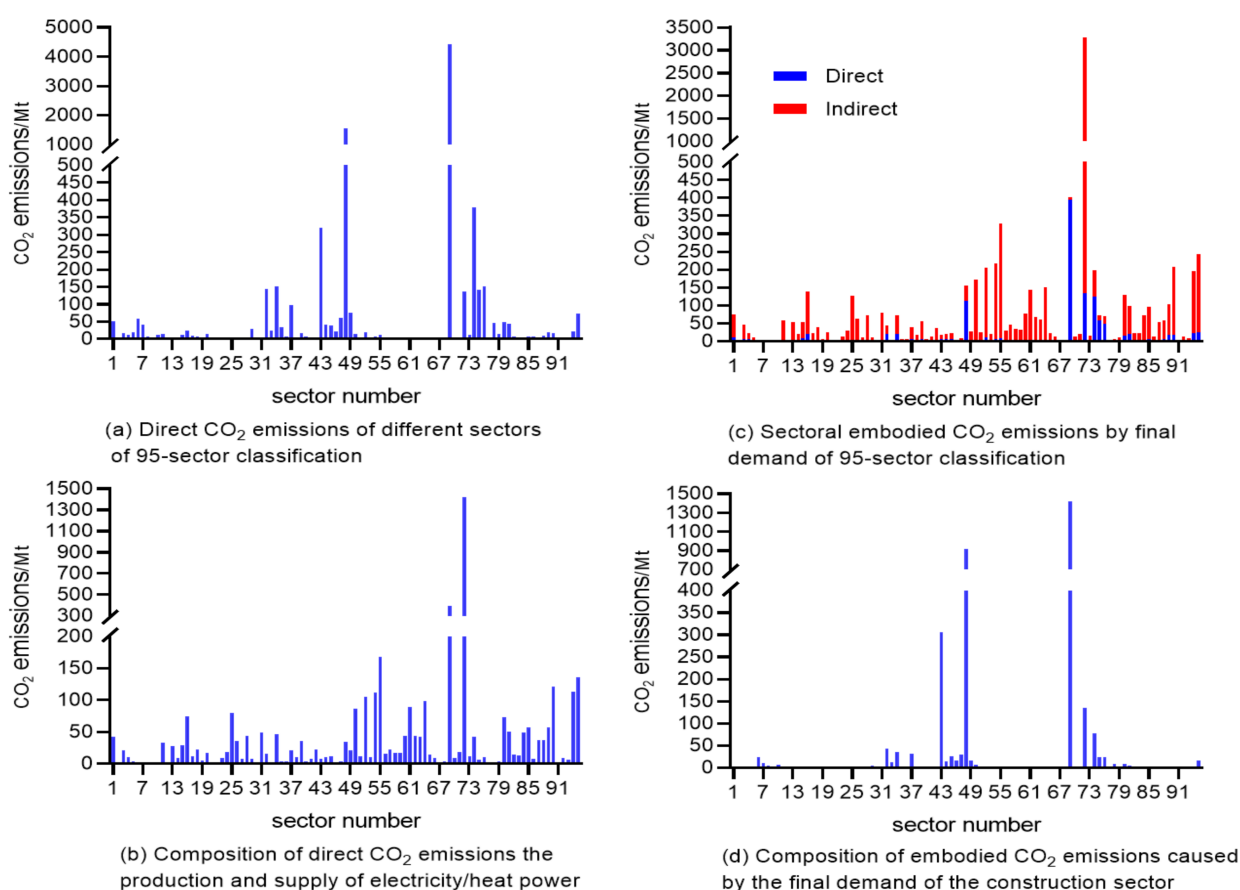 5000
4000
3000
2000
1000
500
450
400
350
300
250
200
150
100
50
0
CO2 emissions/Mt
1 7 13 19 25 31 37 43 49 55 61 67 73 79 85 91
sector number
(a) Direct CO2 emissions of different sectors
of 95-sector classification
3500
3000
2500
2000
1500
1000
500
450
400
350
300
250
200
150
100
50
0
CO2 emissions/Mt
Direct
Indirect
1 7 13 19 25 31 37 43 49 55 61 67 73 79 85 91
sector number
(c) Sectoral embodied CO2 emissions by final
demand of 95-sector classification
1500
1300
1100
900
700
500
300
200
150
100
50
0
CO2 emissions/Mt
1 7 13 19 25 31 37 43 49 55 61 67 73 79 85 91
sector number
(b) Composition of direct CO2 emissions the
production and supply of electricity/heat power
1500
1300
1100
900
700
400
350
300
250
200
150
100
50
0
CO2 emissions/Mt
1 7 13 19 25 31 37 43 49 55 61 67 73 79 85 91
sector number
(d) Composition of embodied CO2 emissions caused
by the final demand of the construction sector